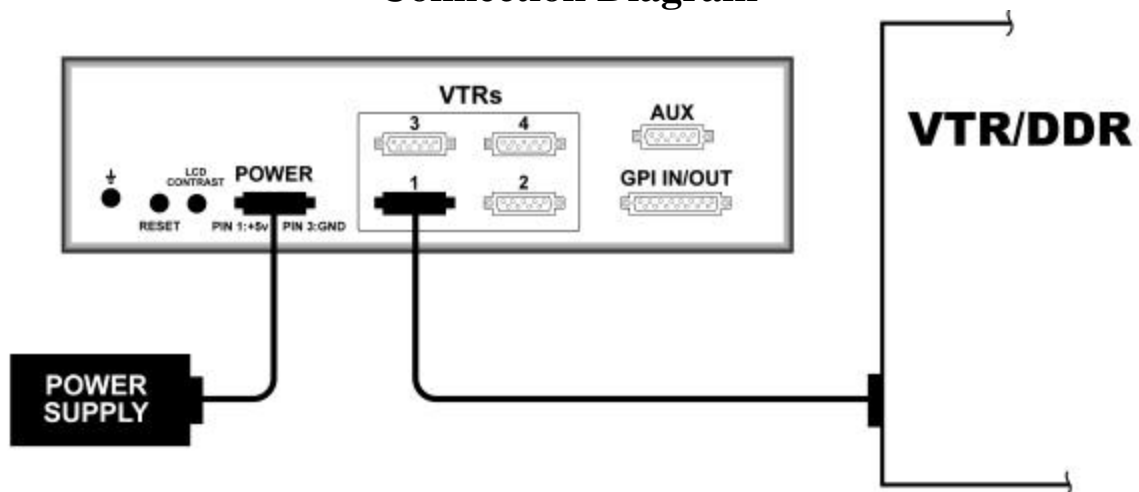 Connection Diagram
VTRs
3
4
AUX
VTR/DDR
LCD
CONTRAST
POWER
1
2
GPI IN/OUT
RESET
PIN 1:+5v
PIN 3:GND
POWER
SUPPLY